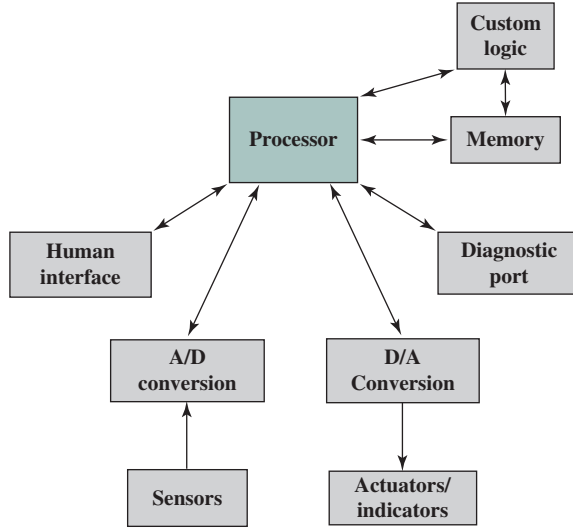 Custom
logic
Processor
Memory
Human
interface
Diagnostic
port
A/D
conversion
D/A
Conversion
Sensors
Actuators/
indicators